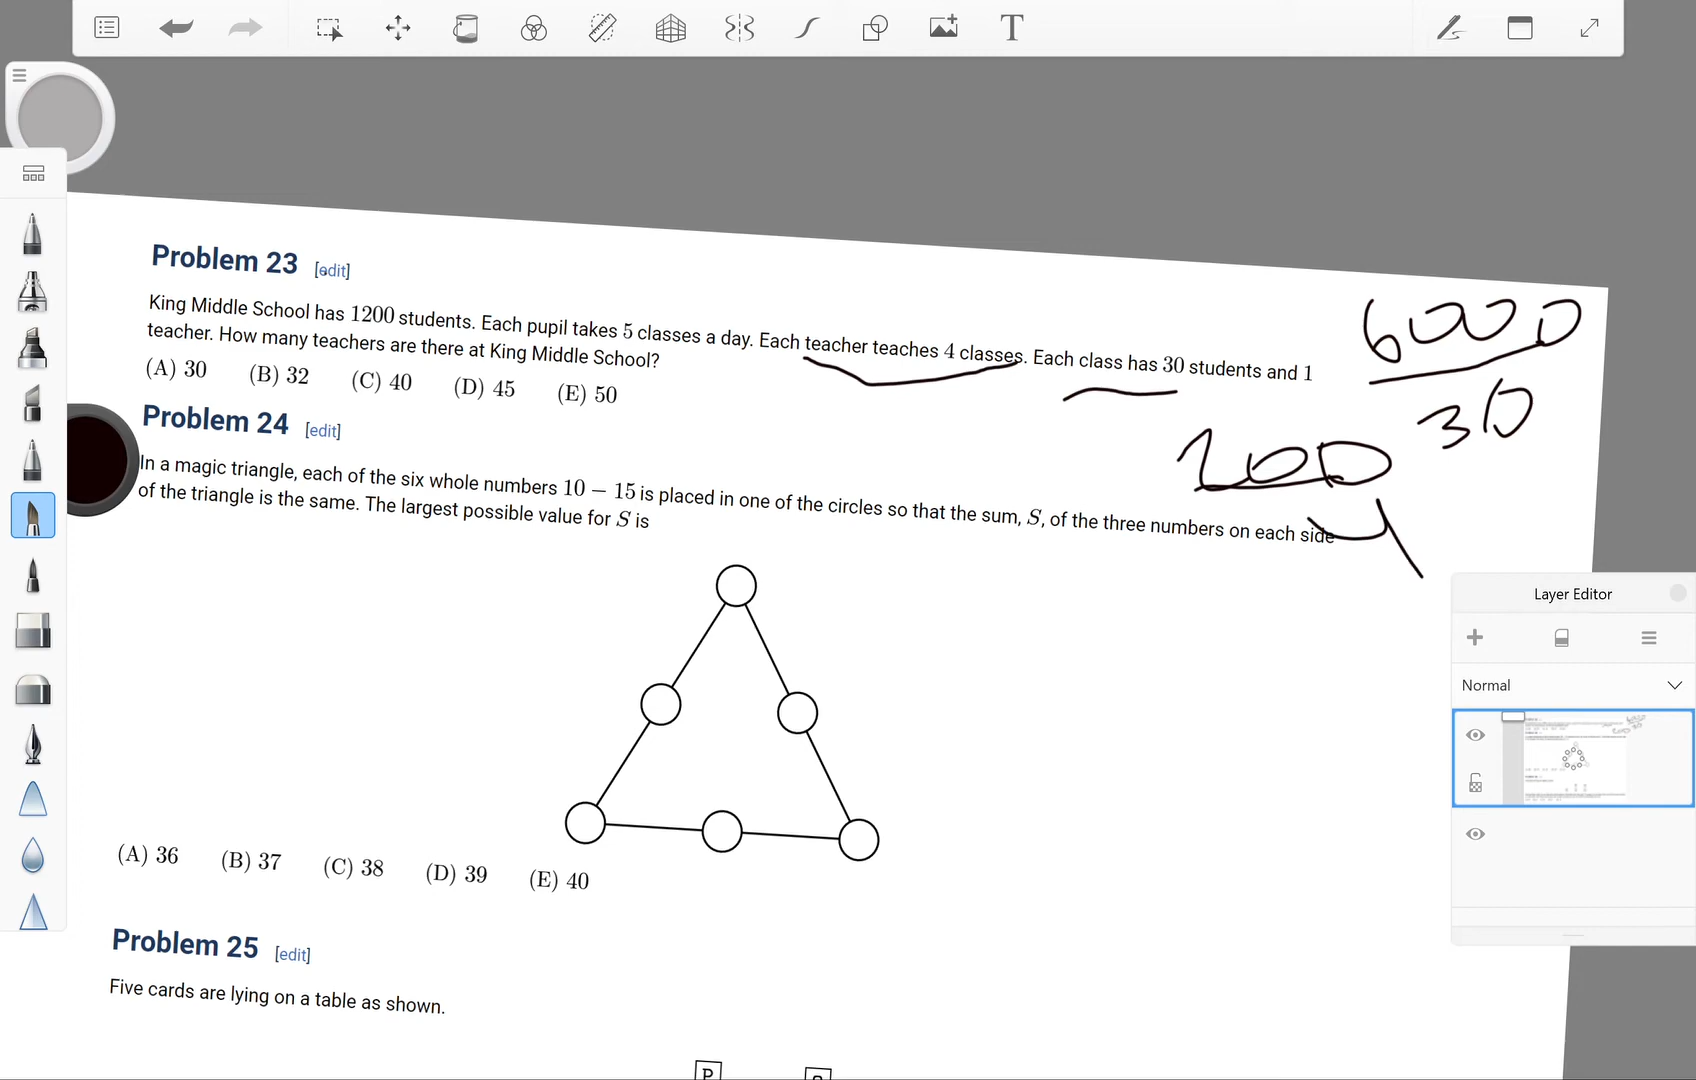 T
Problem 23 [edit]
King Middle School has 1200 students. Each pupil takes 5 classes a day. Each teacher teaches 4 classes. Each class has 30 students and 1
teacher. How many teachers are there at King Middle School?
(A) 30 (B) 32 (C) 40 (D) 45 (E) 50
6000
30
200
4
Problem 24 [edit]
In a magic triangle, each of the six whole numbers 10 – 15 is placed in one of the circles so that the sum, S, of the three numbers on each side
of the triangle is the same. The largest possible value for S is
(A) 36 (B) 37 (C) 38 (D) 39 (E) 40
Problem 25 [edit]
Five cards are lying on a table as shown.
P
Layer Editor
Normal